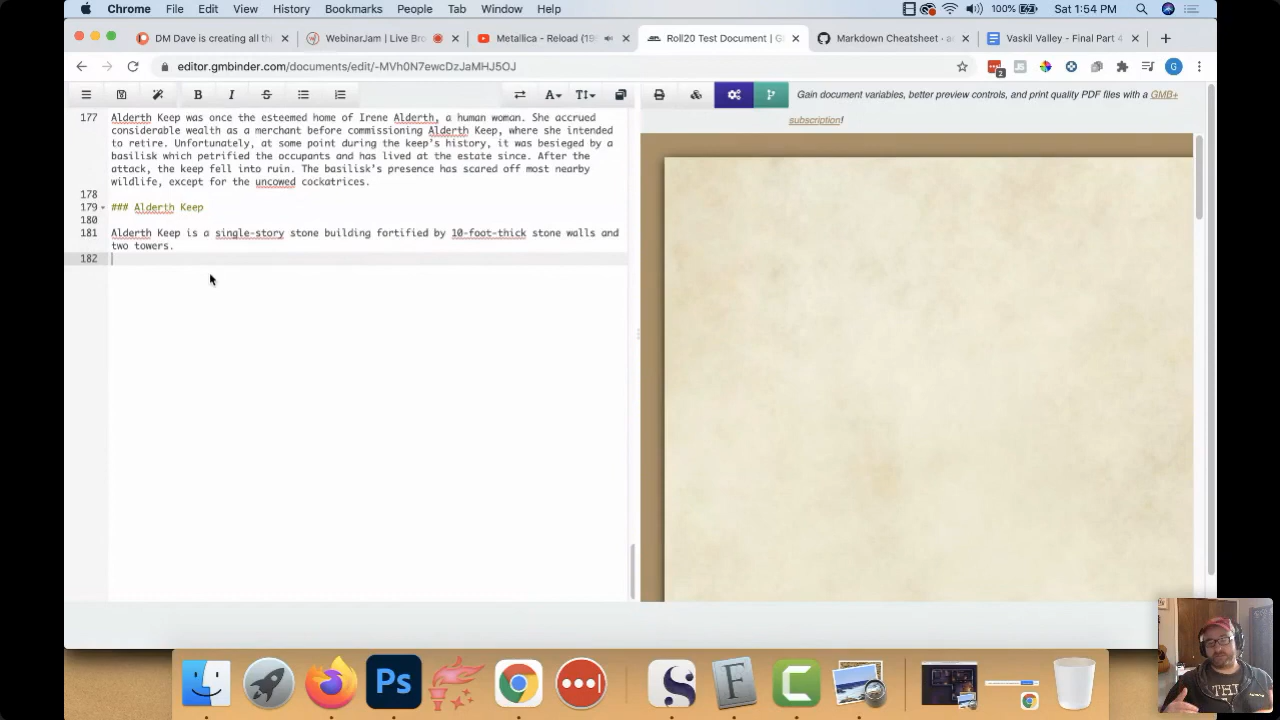 Chrome File Edit View History Bookmarks People Tab Window Help 100% Sat 1:54 PM
DM Dave is creating all th WebinarJam | Live Bro Metallica - Reload (19 Roll20 Test Document | G Markdown Cheatsheet · a Vaskil Valley - Final Part 4
editor.gmbinder.com/documents/edit/-MVh0N7ewcDzJaMHJ5OJ 2 G
B I S A T
Gain document variables, better preview controls, and print quality PDF files with a GMB+
subscription!
177 Alderth Keep was once the esteemed home of Irene Alderth, a human woman. She accrued
considerable wealth as a merchant before commissioning Alderth Keep, where she intended
to retire. Unfortunately, at some point during the keep's history, it was besieged by a
basilisk which petrified the occupants and has lived at the estate since. After the
attack, the keep fell into ruin. The basilisk's presence has scared off most nearby
wildlife, except for the uncowed cockatrices.
178
179 ### Alderth Keep
180
181 Alderth Keep is a single-story stone building fortified by 10-foot-thick stone walls and
two towers.
182
Ps S F C